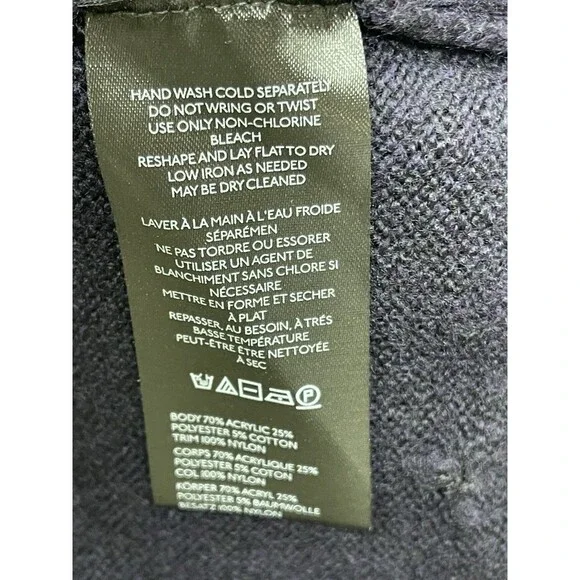 HAND WASH COLD SEPARATELY
DO NOT WRING OR TWIST
USE ONLY NON-CHLORINE
BLEACH
RESHAPE AND LAY FLAT TO DRY
LOW IRON AS NEEDED
MAY BE DRY CLEANED
LAVER À LA MAIN À L'EAU FROIDE
SÉPARÉMEN
NE PAS TORDRE OU ESSORER
UTILISER UN AGENT DE
BLANCHIMENT SANS CHLORE SI
NÉCESSAIRE
METTRE EN FORME ET SECHER
À PLAT
REPASSER, AU BESOIN, À TRÉS
BASSE TEMPÉRATURE
PEUT-ÊTRE ÊTRE NETTOYÉE
À SEC
P
BODY 70% ACRYLIC 25%
POLYESTER 5% COTTON
TRIM 100% NYLON
CORPS 70% ACRYLIQUE 25%
POLYESTER 5% COTON
COL 100% NYLON
KÖRPER 70% ACRYL 25%
POLYESTER 5% BAUMWOLLE
BESATZ 100% NYLON